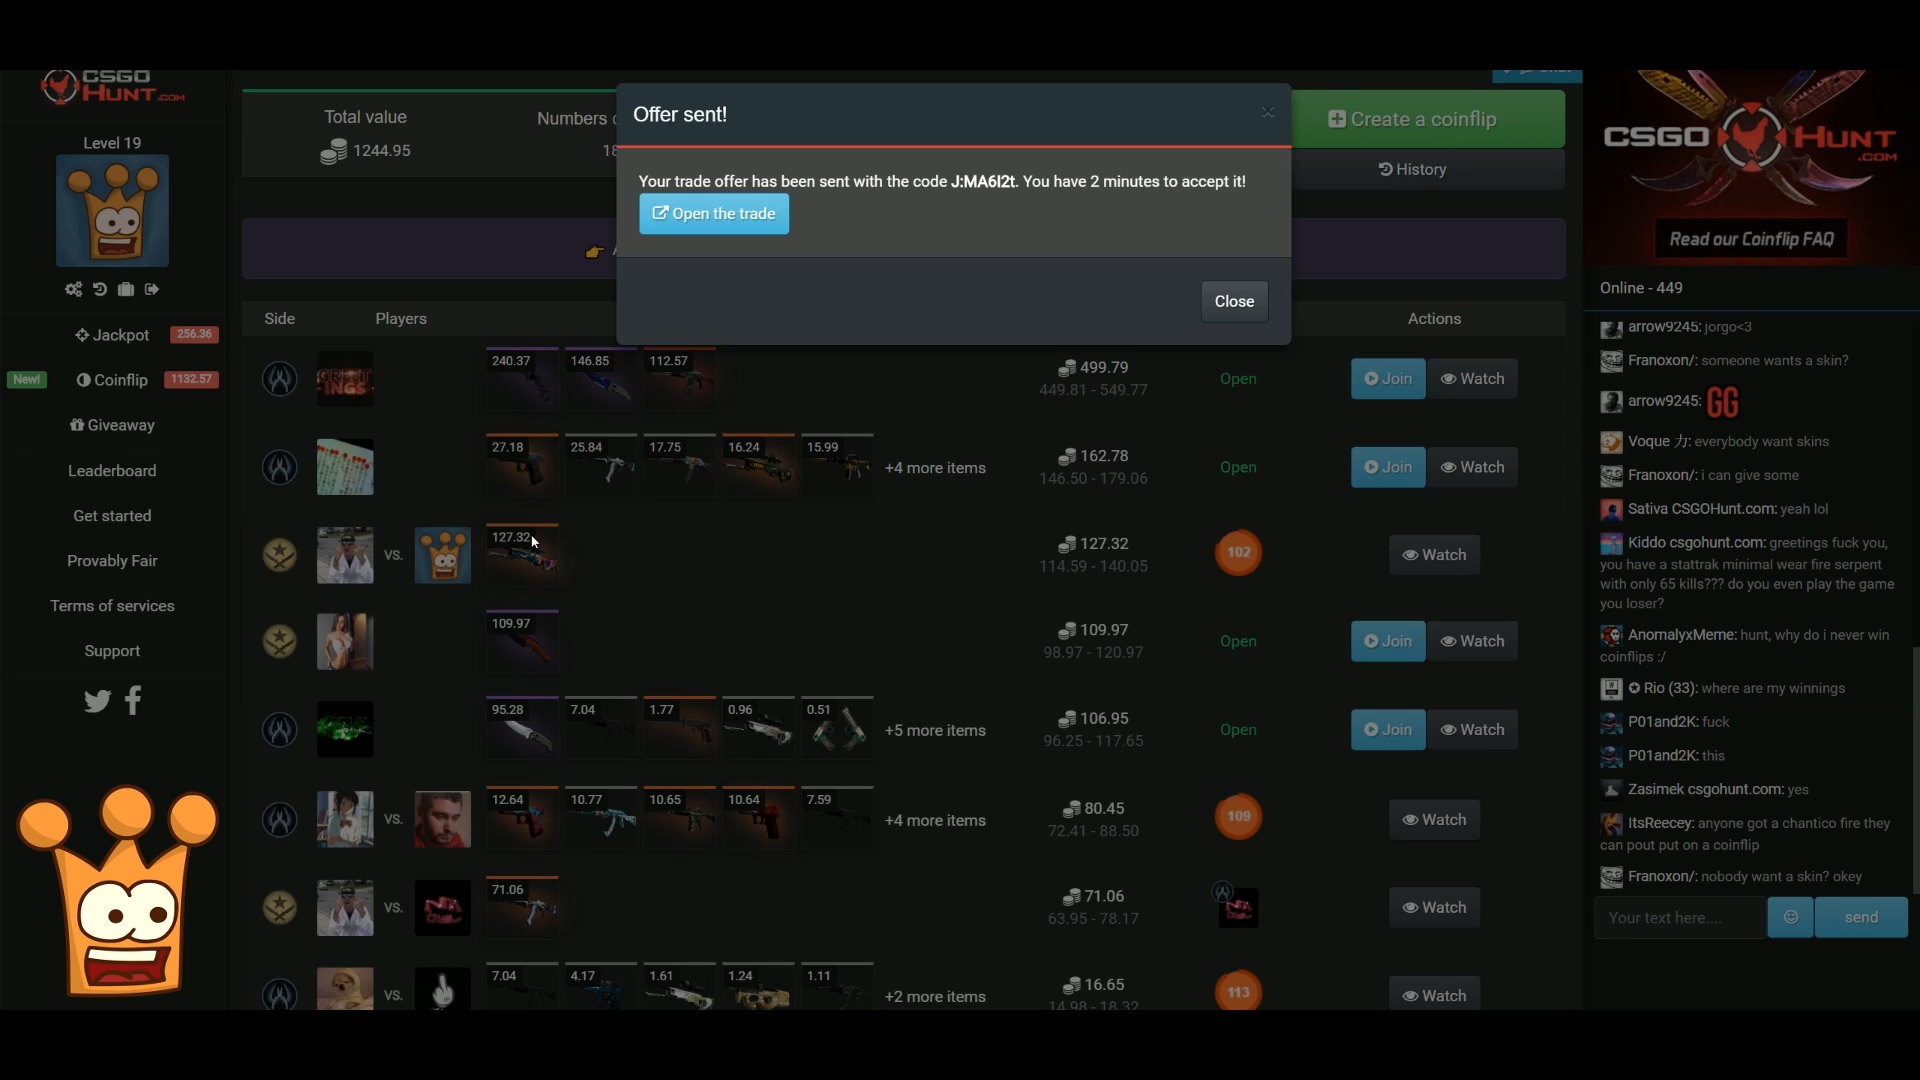 CSGO
HUNT.COM
Level 19
Jackpot 256.36
New! Coinflip 1132.57
Giveaway
Leaderboard
Get started
Provably Fair
Terms of services
Support
Total value
1244.95
Numbers
18
Offer sent!
×
Your trade offer has been sent with the code J:MA6I2t. You have 2 minutes to accept it!
Open the trade
Close
Create a coinflip
History
Side Players Actions
240.37 146.85 112.57 499.79 Open Join Watch
449.81 - 549.77
27.18 25.84 17.75 16.24 15.99 +4 more items 162.78 Open Join Watch
146.50 - 179.06
vs. 127.32 127.32 102 Watch
114.59 - 140.05
109.97 109.97 Open Join Watch
98.97 - 120.97
95.28 7.04 1.77 0.96 0.51 +5 more items 106.95 Open Join Watch
96.25 - 117.65
vs. 12.64 10.77 10.65 10.64 7.59 +4 more items 80.45 109 Watch
72.41 - 88.50
vs. 71.06 71.06 Watch
63.95 - 78.17
vs. 7.04 4.17 1.61 1.24 1.11 +2 more items 16.65 113 Watch
14.98 - 18.32
CSGO HUNT
.COM
Read our Coinflip FAQ
Online - 449
arrow9245: jorgo<3
Franoxon/: someone wants a skin?
arrow9245: GG
Voque 力: everybody want skins
Franoxon/: i can give some
Sativa CSGOHunt.com: yeah lol
Kiddo csgohunt.com: greetings fuck you,
you have a stattrak minimal wear fire serpent
with only 65 kills??? do you even play the game
you loser?
AnomalyxMeme: hunt, why do i never win
coinflips :/
✪ Rio (33): where are my winnings
P01and2K: fuck
P01and2K: this
Zasimek csgohunt.com: yes
ItsReecey: anyone got a chantico fire they
can pout put on a coinflip
Franoxon/: nobody want a skin? okey
Your text here....
send